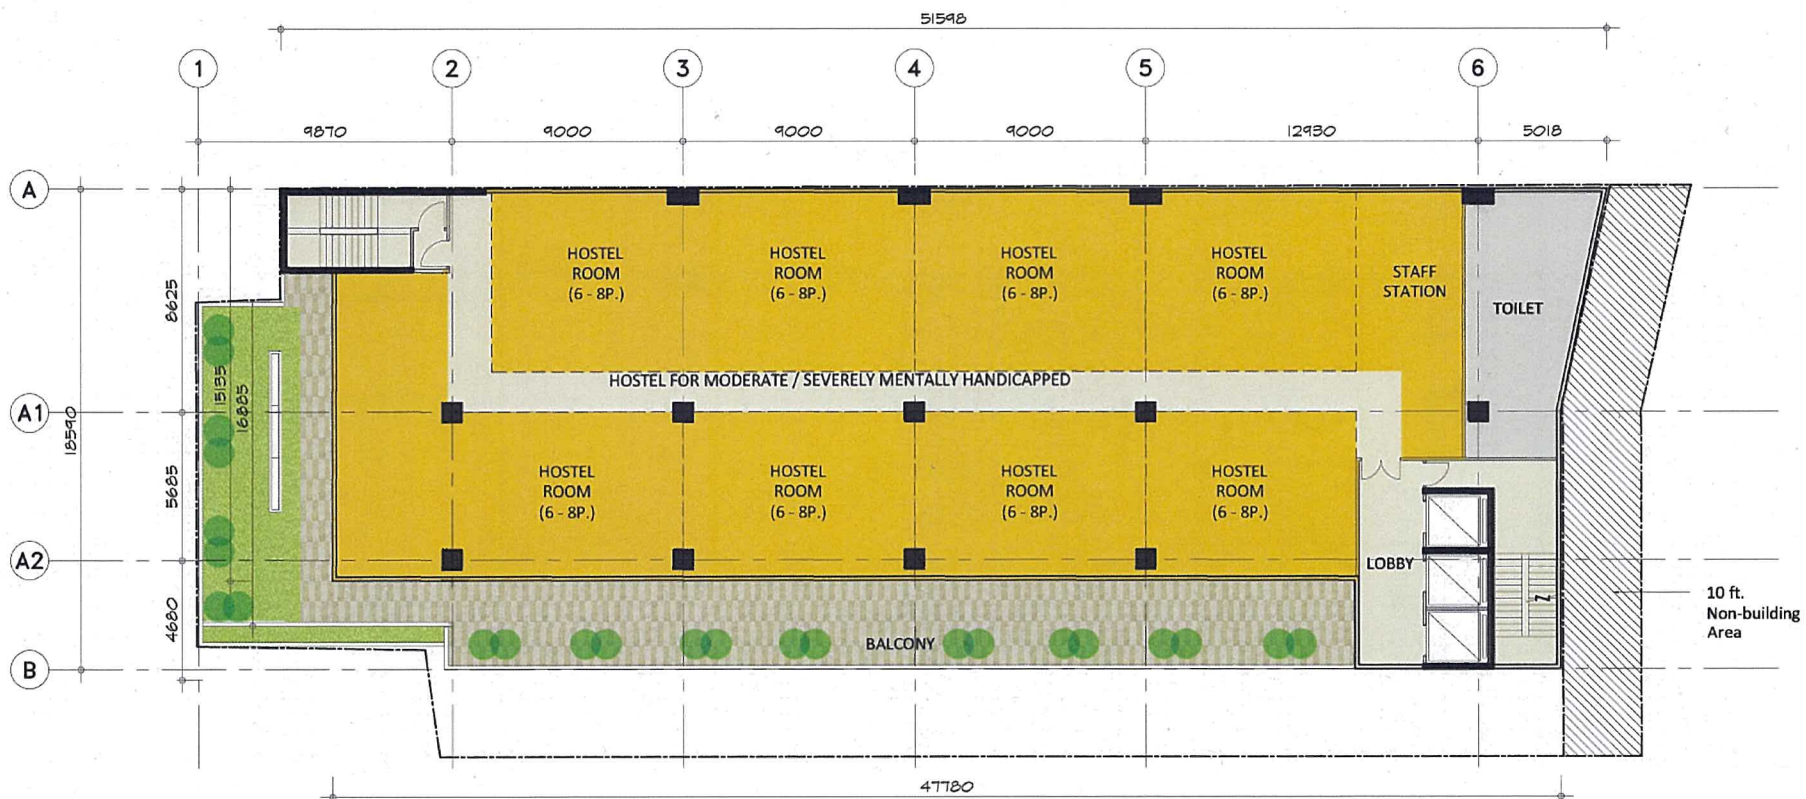 51598
1
2
3
4
5
6
9870
9000
9000
9000
12930
5018
A
HOSTEL
ROOM
(6 - 8P.)
HOSTEL
ROOM
(6 - 8P.)
HOSTEL
ROOM
(6 - 8P.)
HOSTEL
ROOM
(6 - 8P.)
STAFF
STATION
TOILET
8625
15135
16885
HOSTEL FOR MODERATE / SEVERELY MENTALLY HANDICAPPED
A1
18590
5685
HOSTEL
ROOM
(6 - 8P.)
HOSTEL
ROOM
(6 - 8P.)
HOSTEL
ROOM
(6 - 8P.)
HOSTEL
ROOM
(6 - 8P.)
A2
LOBBY
10 ft.
Non-building
Area
4680
BALCONY
B
47780